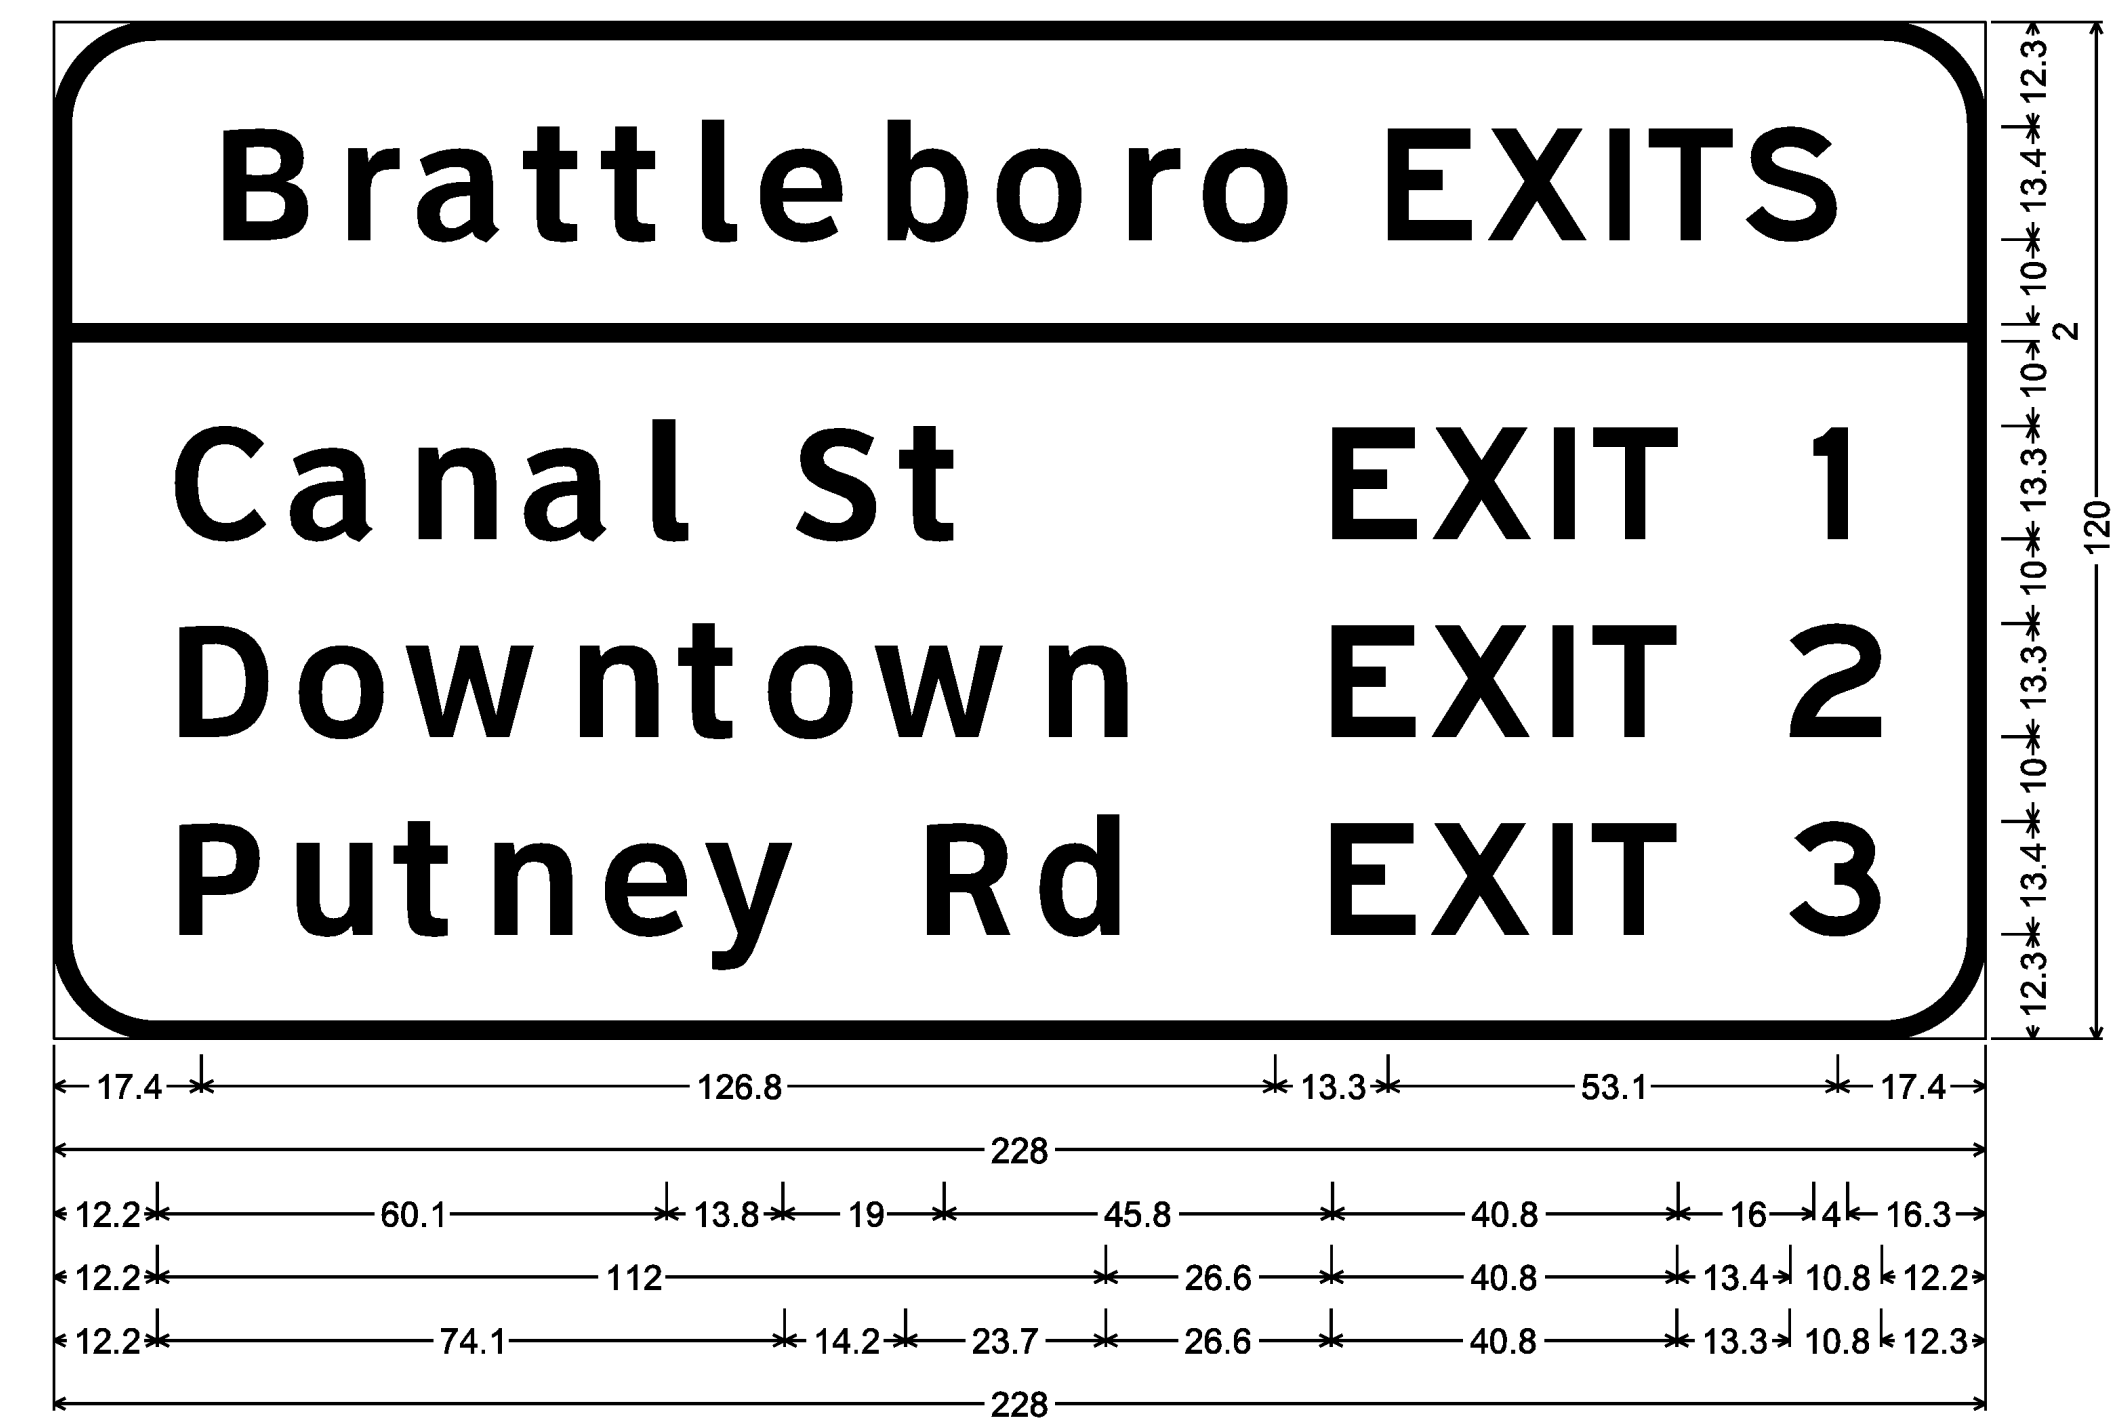 Brattleboro EXITS
Canal St EXIT 1
Downtown EXIT 2
Putney Rd EXIT 3
12.3
13.4
10
2
10
13.3
10
13.3
10
13.4
12.3
120
17.4 126.8 13.3 53.1 17.4
228
12.2 60.1 13.8 19 45.8 40.8 16 4 16.3
12.2 112 26.6 40.8 13.4 10.8 12.2
12.2 74.1 14.2 23.7 26.6 40.8 13.3 10.8 12.3
228